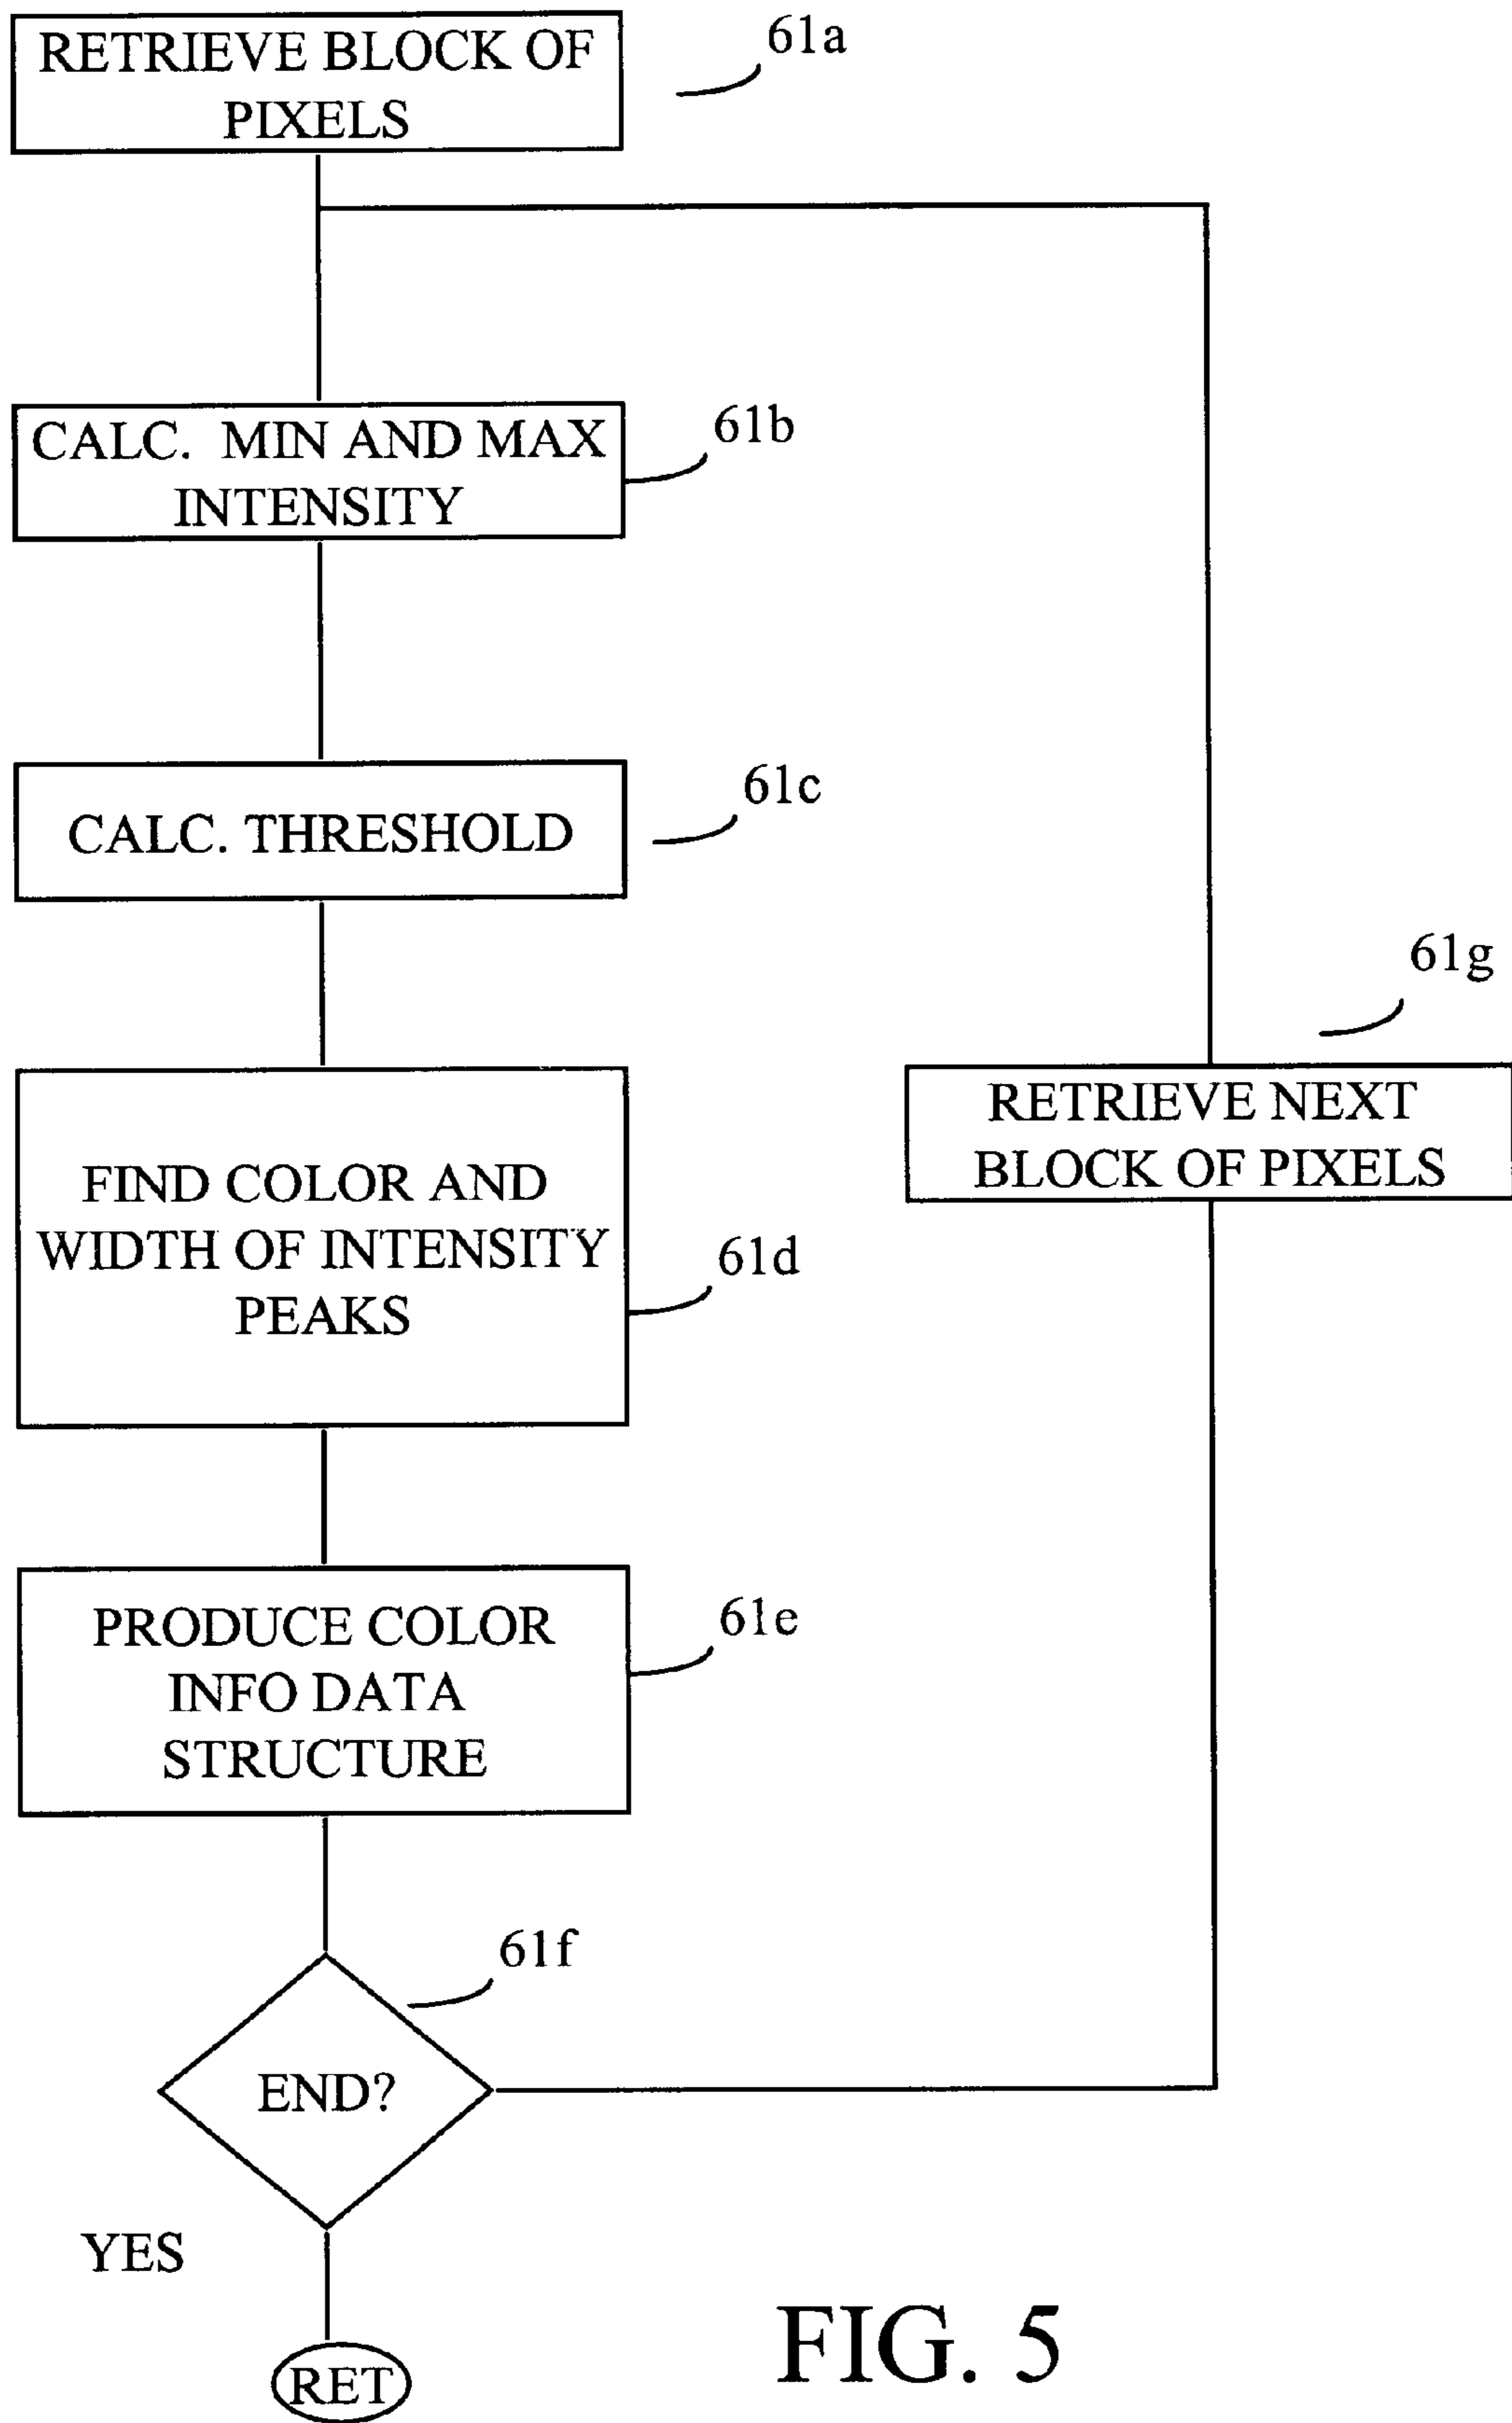 RETRIEVE BLOCK OF
PIXELS
61a
CALC. MIN AND MAX
INTENSITY
61b
CALC. THRESHOLD
61c
FIND COLOR AND
WIDTH OF INTENSITY
PEAKS
61d
RETRIEVE NEXT
BLOCK OF PIXELS
61g
PRODUCE COLOR
INFO DATA
STRUCTURE
61e
END?
61f
YES
RET
FIG. 5